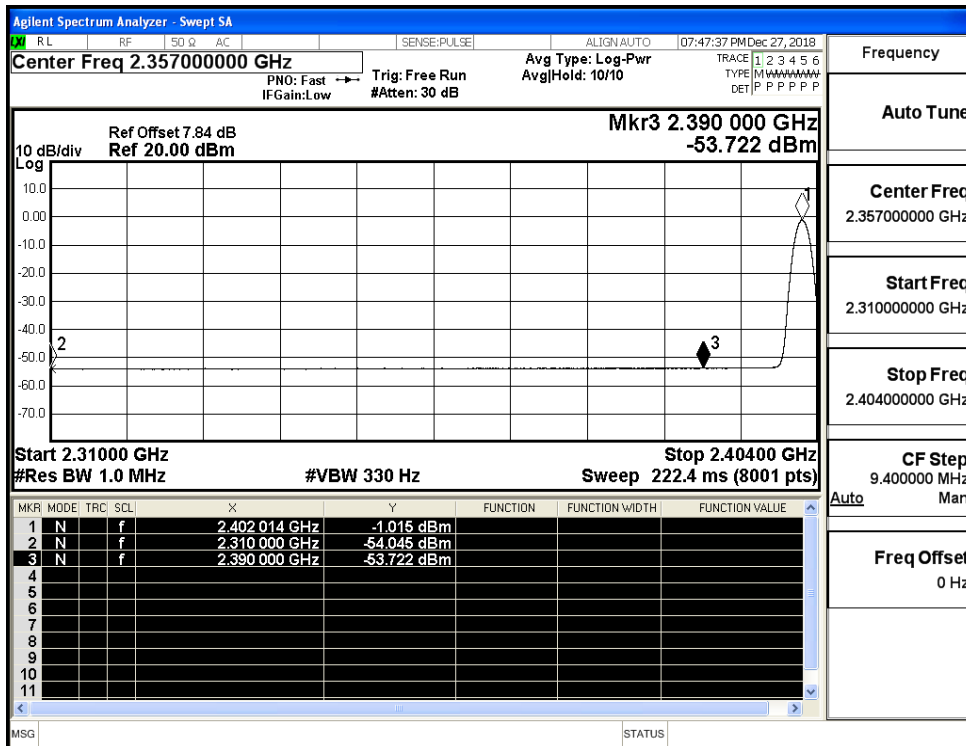 Agilent Spectrum Analyzer - Swept SA
LXI RL RF 50 Ω AC SENSE:PULSE ALIGNAUTO 07:47:37 PM Dec 27, 2018
Center Freq 2.357000000 GHz
PNO: Fast
IFGain:Low
Trig: Free Run
#Atten: 30 dB
Avg Type: Log-Pwr
Avg|Hold: 10/10
TRACE 1 2 3 4 5 6
TYPE M WWWWW
DET P P P P P P
Ref Offset 7.84 dB
10 dB/div Ref 20.00 dBm
Log
Mkr3 2.390 000 GHz
-53.722 dBm
10.0
0.00
-10.0
-20.0
-30.0
-40.0
-50.0
-60.0
-70.0
1
2
3
Start 2.31000 GHz Stop 2.40400 GHz
#Res BW 1.0 MHz #VBW 330 Hz Sweep 222.4 ms (8001 pts)
MKR MODE TRC SCL X Y FUNCTION FUNCTION WIDTH FUNCTION VALUE
1 N f 2.402 014 GHz -1.015 dBm
2 N f 2.310 000 GHz -54.045 dBm
3 N f 2.390 000 GHz -53.722 dBm
4
5
6
7
8
9
10
11
MSG STATUS
Frequency
Auto Tune
Center Freq
2.357000000 GHz
Start Freq
2.310000000 GHz
Stop Freq
2.404000000 GHz
CF Step
9.400000 MHz
Auto Man
Freq Offset
0 Hz